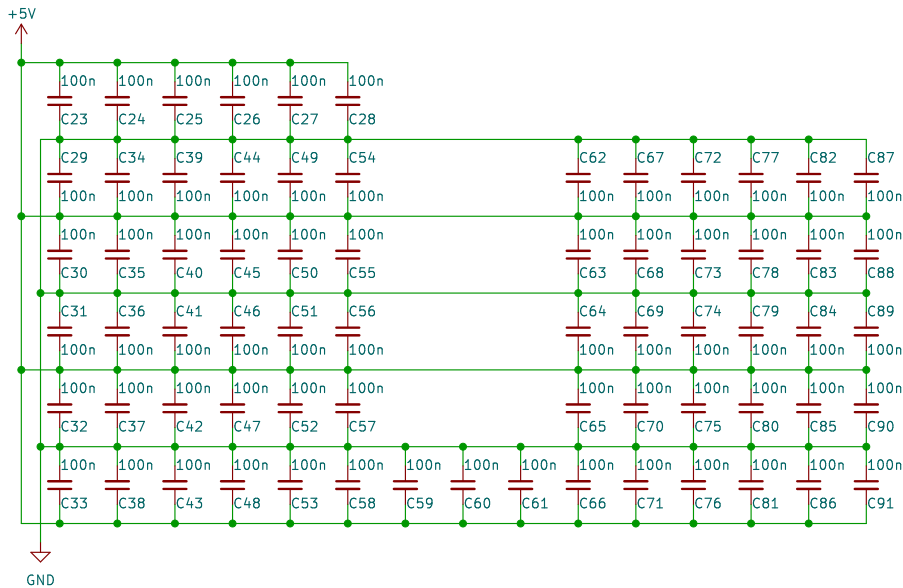 +5V
100n 100n 100n 100n 100n 100n
C23 C24 C25 C26 C27 C28
C29 C34 C39 C44 C49 C54 C62 C67 C72 C77 C82 C87
100n 100n 100n 100n 100n 100n 100n 100n 100n 100n 100n 100n
100n 100n 100n 100n 100n 100n 100n 100n 100n 100n 100n 100n
C30 C35 C40 C45 C50 C55 C63 C68 C73 C78 C83 C88
C31 C36 C41 C46 C51 C56 C64 C69 C74 C79 C84 C89
100n 100n 100n 100n 100n 100n 100n 100n 100n 100n 100n 100n
100n 100n 100n 100n 100n 100n 100n 100n 100n 100n 100n 100n
C32 C37 C42 C47 C52 C57 C65 C70 C75 C80 C85 C90
100n 100n 100n 100n 100n 100n 100n 100n 100n 100n 100n 100n 100n 100n 100n
C33 C38 C43 C48 C53 C58 C59 C60 C61 C66 C71 C76 C81 C86 C91
GND